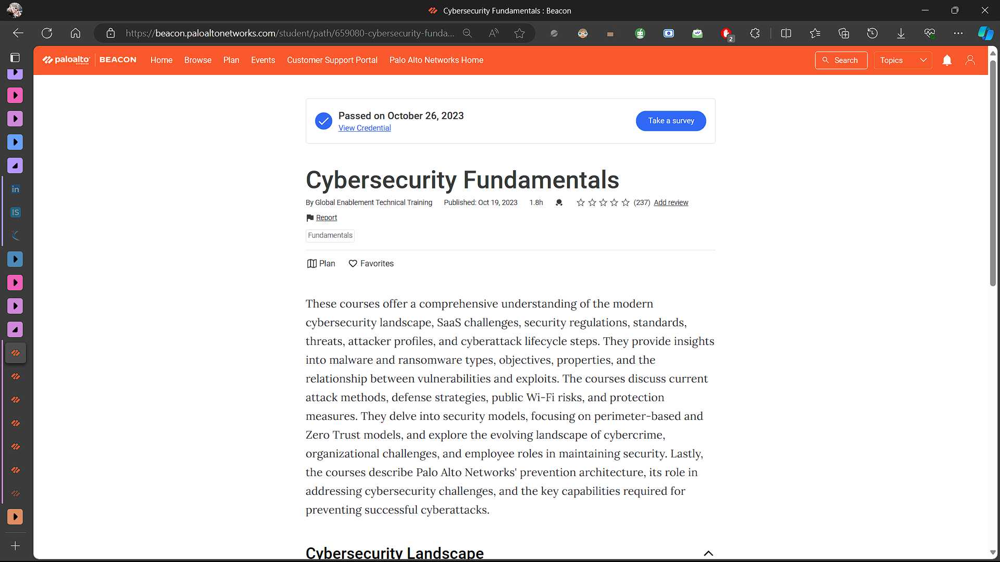 Cybersecurity Fundamentals : Beacon
https://beacon.paloaltonetworks.com/student/path/659080-cybersecurity-funda...
2
paloalto NETWORKS BEACON Home Browse Plan Events Customer Support Portal Palo Alto Networks Home Search Topics
Passed on October 26, 2023
View Credential
Take a survey
Cybersecurity Fundamentals
By Global Enablement Technical Training Published: Oct 19, 2023 1.8h (237) Add review
Report
Fundamentals
Plan Favorites
These courses offer a comprehensive understanding of the modern
cybersecurity landscape, SaaS challenges, security regulations, standards,
threats, attacker profiles, and cyberattack lifecycle steps. They provide insights
into malware and ransomware types, objectives, properties, and the
relationship between vulnerabilities and exploits. The courses discuss current
attack methods, defense strategies, public Wi-Fi risks, and protection
measures. They delve into security models, focusing on perimeter-based and
Zero Trust models, and explore the evolving landscape of cybercrime,
organizational challenges, and employee roles in maintaining security. Lastly,
the courses describe Palo Alto Networks' prevention architecture, its role in
addressing cybersecurity challenges, and the key capabilities required for
preventing successful cyberattacks.
Cybersecurity Landscape
in
IS